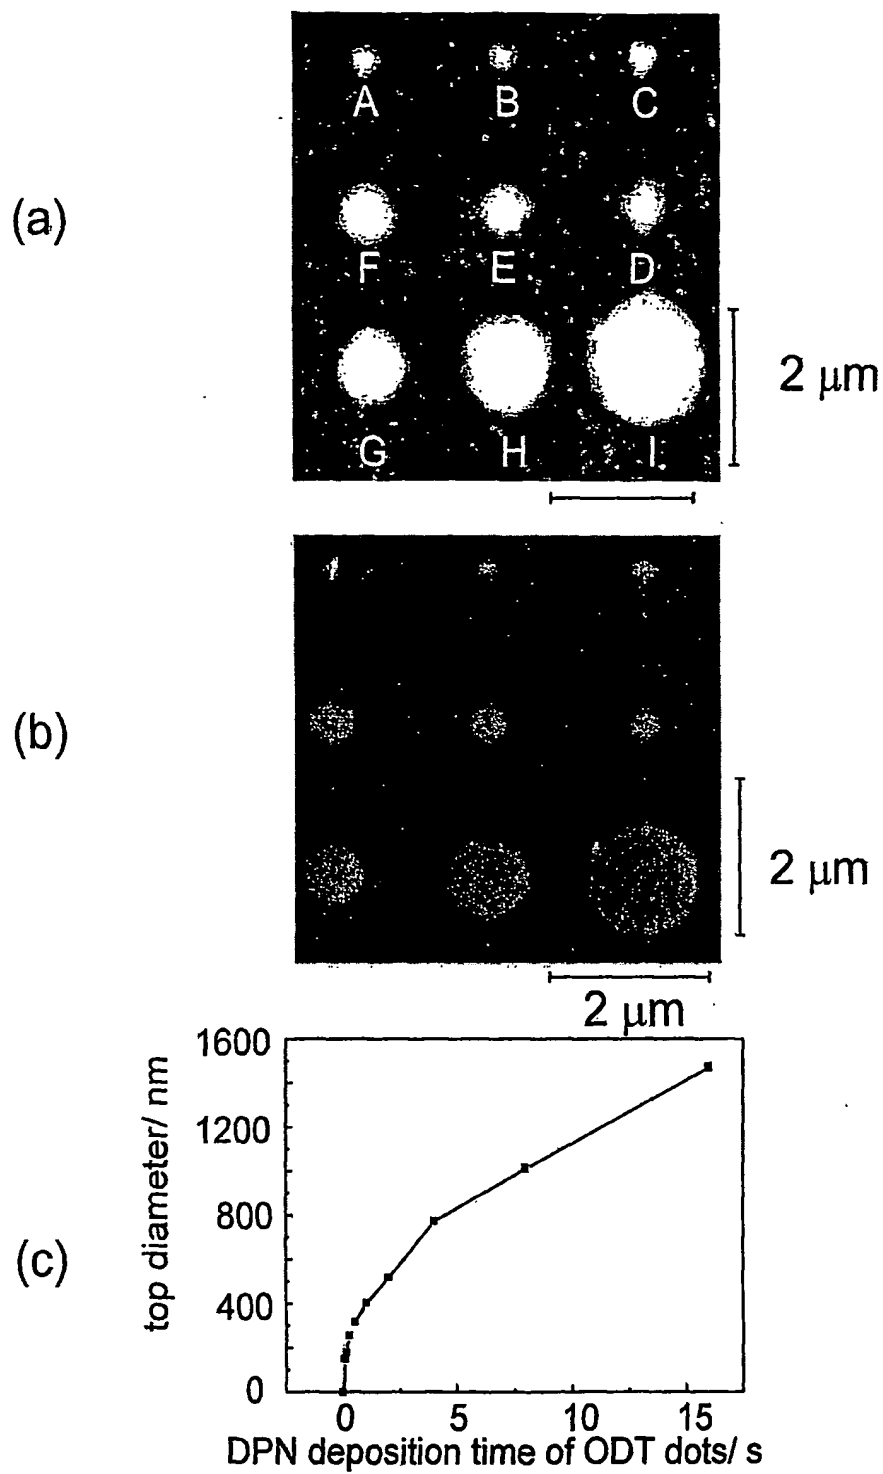 (a)
A B C
F E D
G H I
2 μm
(b)
2 μm
2 μm
(c)
top diameter/ nm
1600
1200
800
400
0
0 5 10 15
DPN deposition time of ODT dots/ s